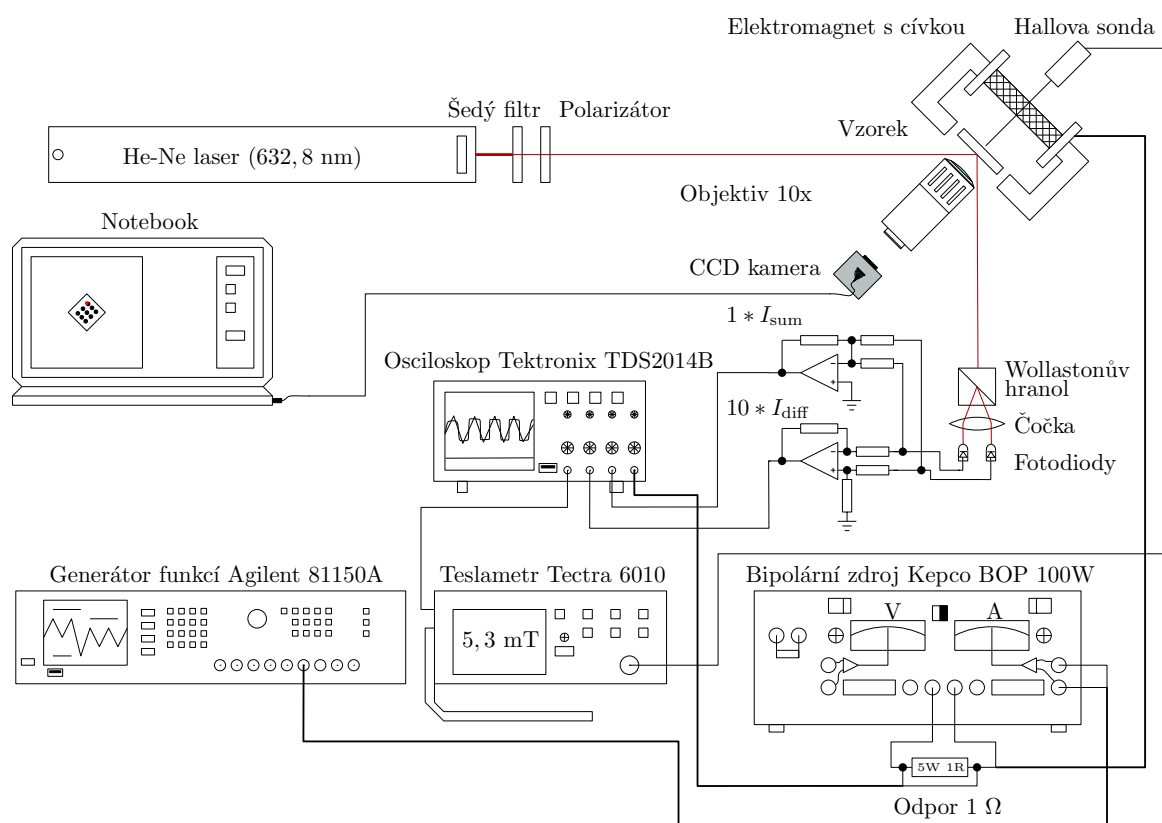 Elektromagnet s cívkou
Hallova sonda
Šedý filtr
Polarizátor
Vzorek
He-Ne laser (632, 8 nm)
Objektiv 10x
Notebook
CCD kamera
1 * I_sum
Osciloskop Tektronix TDS2014B
Wollastonův
hranol
10 * I_diff
Čočka
Fotodiody
Generátor funkcí Agilent 81150A
Teslametr Tectra 6010
Bipolární zdroj Kepco BOP 100W
V
A
5, 3 mT
5W 1R
Odpor 1 Ω